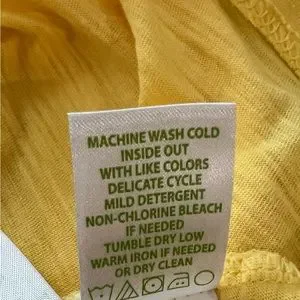 MACHINE WASH COLD
INSIDE OUT
WITH LIKE COLORS
DELICATE CYCLE
MILD DETERGENT
NON-CHLORINE BLEACH
IF NEEDED
TUMBLE DRY LOW
WARM IRON IF NEEDED
OR DRY CLEAN